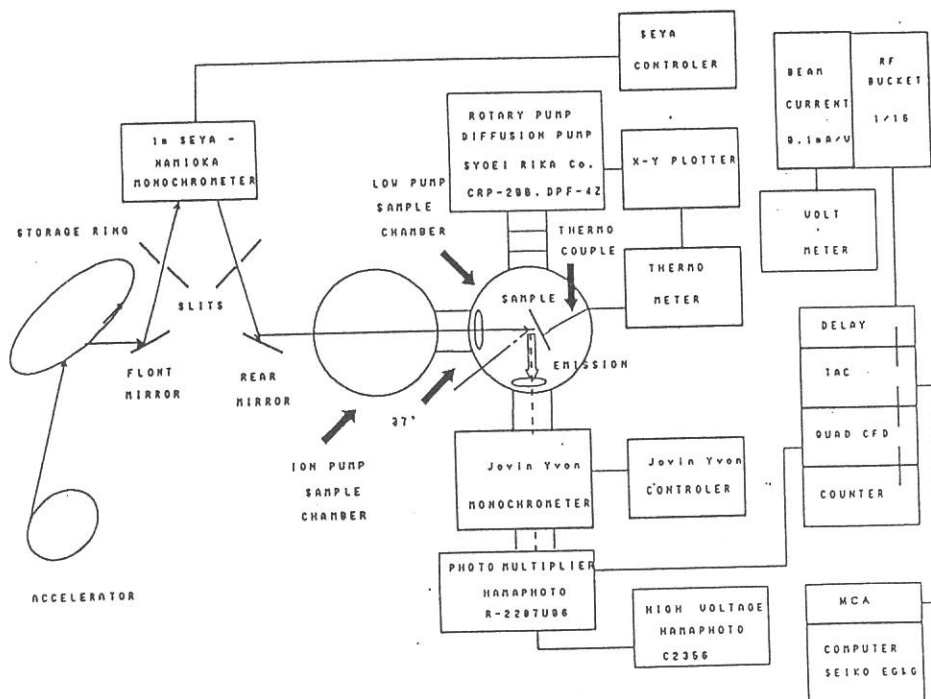 SEYA
CONTROLER
1m SEYA -
NAMIOKA
MONOCHROMETER
ROTARY PUMP
DIFFUSION PUMP
SYOEI RIKA Co.
CRP-298. DPF-4Z
X-Y PLOTTER
BEAM
CURRENT
0.1mA/V
RF
BUCKET
1/16
VOLT
METER
LOW PUMP
SAMPLE
CHAMBER
THERMO
COUPLE
THERMO
METER
STORAGE RING
SLITS
SAMPLE
EMISSION
FLONT
MIRROR
REAR
MIRROR
37°
ION PUMP
SAMPLE
CHAMBER
DELAY
TAC
QUAD CFD
COUNTER
Jovin Yvon
MONOCHROMETER
Jovin Yvon
CONTROLER
ACCELERATOR
PHOTO MULTIPLIER
HAMAPHOTO
R-2287U06
HIGH VOLTAGE
HAMAPHOTO
C2356
MCA
COMPUTER
SEIKO EG&G